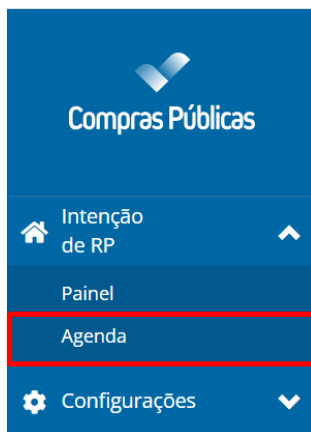 Compras Públicas
Intenção
de RP
Painel
Agenda
Configurações